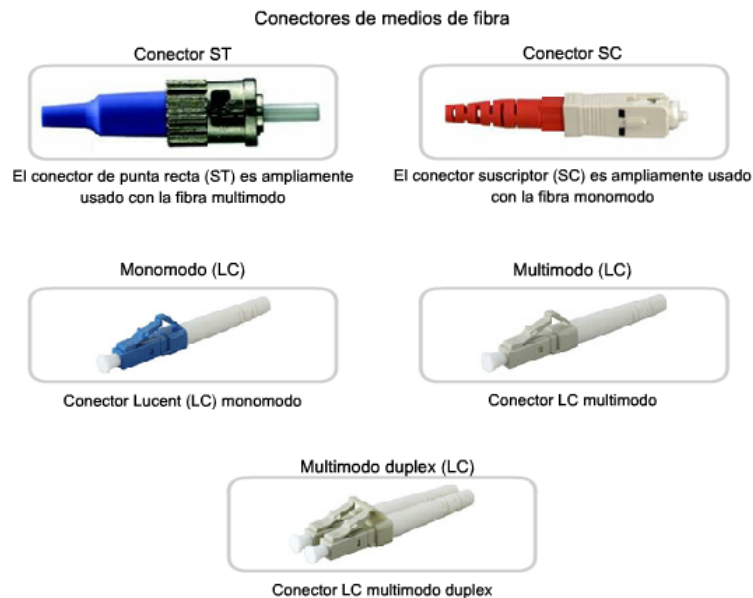 Conectores de medios de fibra
Conector ST
Conector SC
El conector de punta recta (ST) es ampliamente
usado con la fibra multimodo
El conector suscriptor (SC) es ampliamente usado
con la fibra monomodo
Monomodo (LC)
Multimodo (LC)
Conector Lucent (LC) monomodo
Conector LC multimodo
Multimodo duplex (LC)
Conector LC multimodo duplex